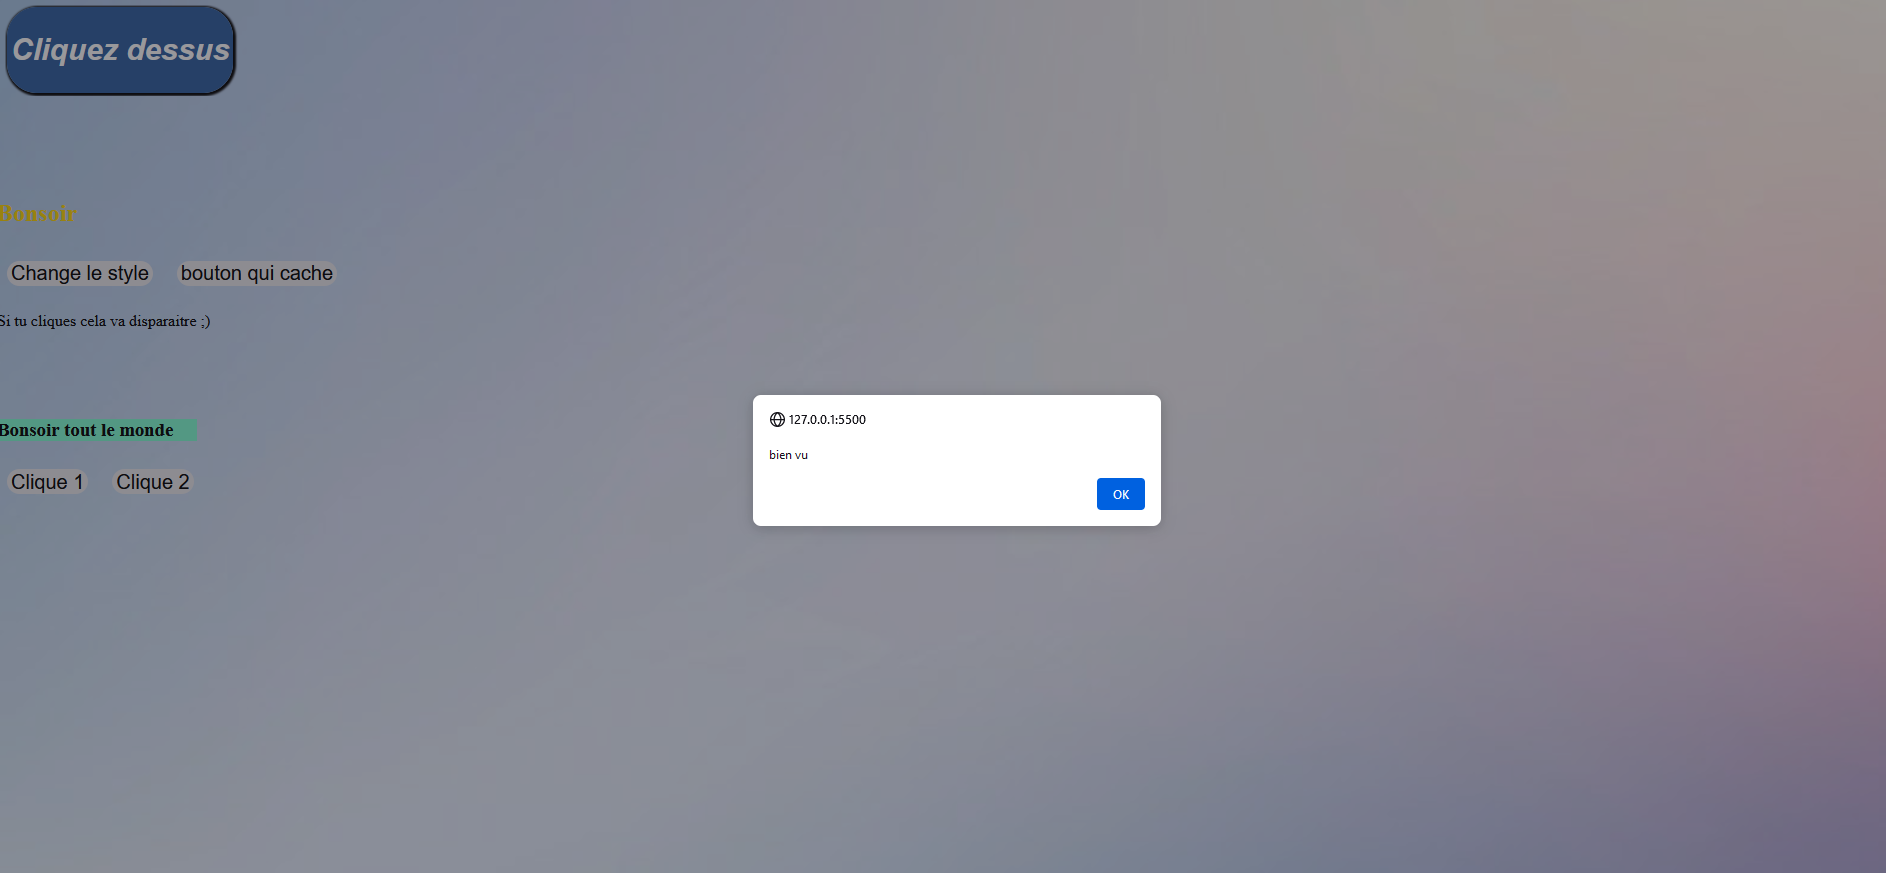 Cliquez dessus
Bonsoir
Change le style
bouton qui cache
Si tu cliques cela va disparaitre ;)
127.0.0.1:5500
bien vu
OK
Bonsoir tout le monde
Clique 1
Clique 2